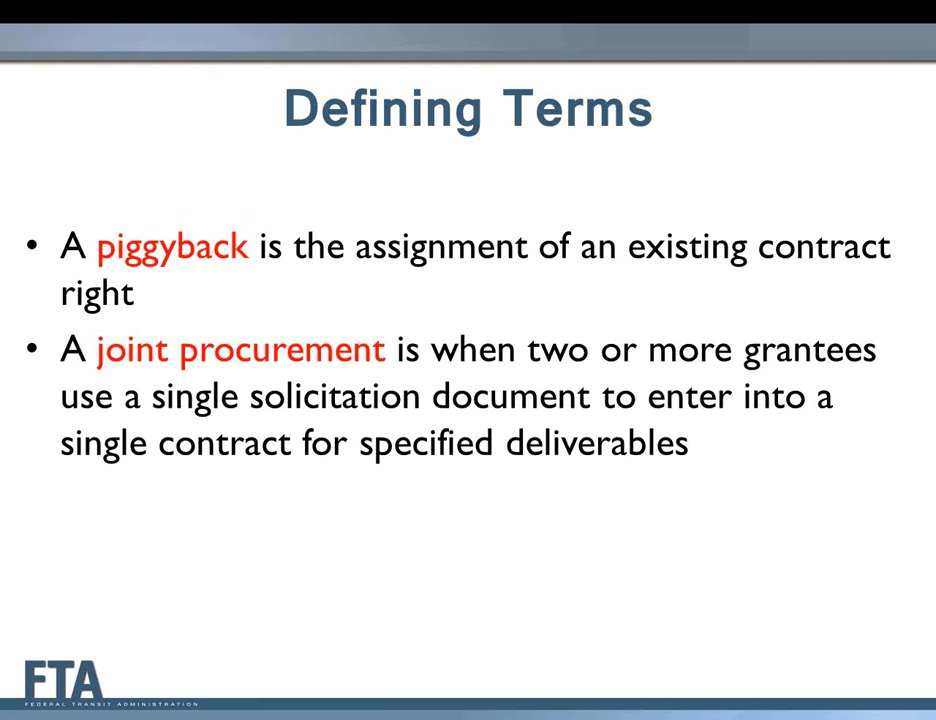 Defining Terms
• A piggyback is the assignment of an existing contract
right
• A joint procurement is when two or more grantees
use a single solicitation document to enter into a
single contract for specified deliverables
FTA
FEDERAL TRANSIT ADMINISTRATION